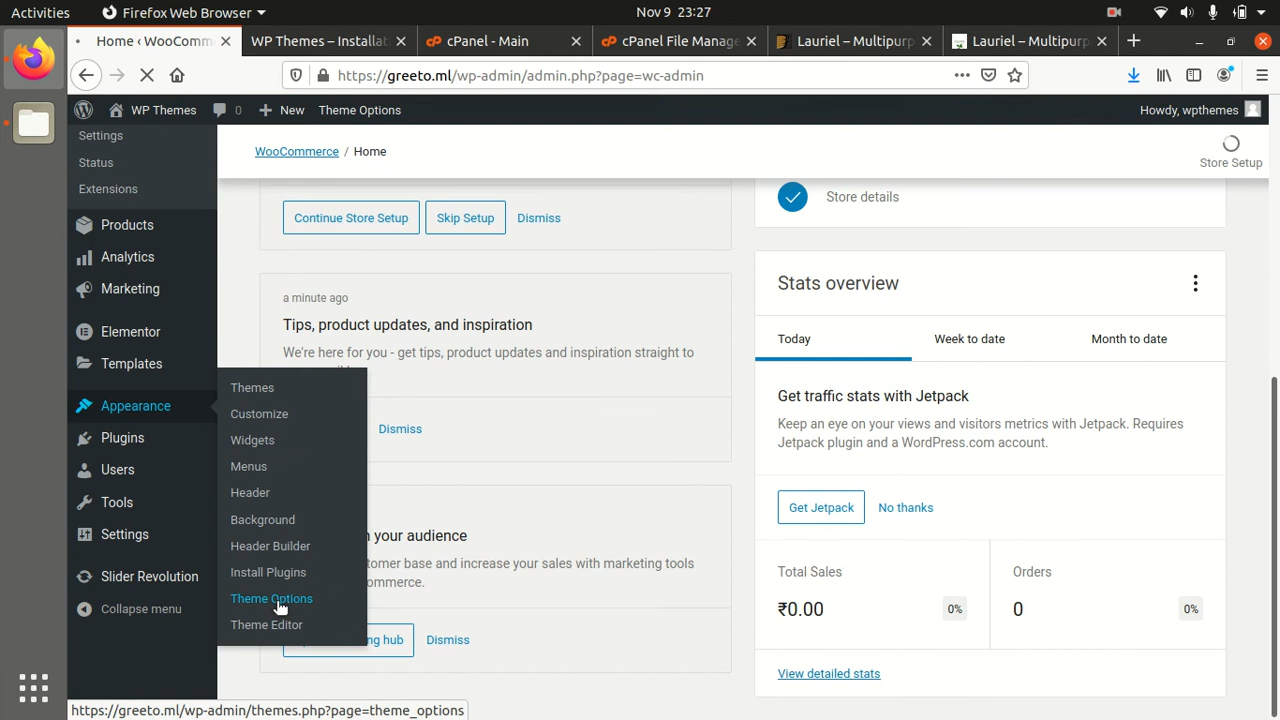 Activities
Firefox Web Browser
Nov 9 23:27
Home ‹ WooComm
WP Themes – Installat
cPanel - Main
cPanel File Manage
Lauriel – Multipurp
Lauriel – Multipurp
https://greeto.ml/wp-admin/admin.php?page=wc-admin
WP Themes
0
New
Theme Options
Howdy, wpthemes
Settings
Status
Extensions
Products
Analytics
Marketing
Elementor
Templates
Appearance
Plugins
Users
Tools
Settings
Slider Revolution
Collapse menu
Themes
Customize
Widgets
Menus
Header
Background
Header Builder
Install Plugins
Theme Options
Theme Editor
WooCommerce / Home
Store Setup
Continue Store Setup
Skip Setup
Dismiss
a minute ago
Tips, product updates, and inspiration
We're here for you - get tips, product updates and inspiration straight to
Dismiss
your audience
customer base and increase your sales with marketing tools
ommerce.
ng hub
Dismiss
Store details
Stats overview
Today
Week to date
Month to date
Get traffic stats with Jetpack
Keep an eye on your views and visitors metrics with Jetpack. Requires
Jetpack plugin and a WordPress.com account.
Get Jetpack
No thanks
Total Sales
Orders
₹0.00
0%
0
0%
View detailed stats
https://greeto.ml/wp-admin/themes.php?page=theme_options